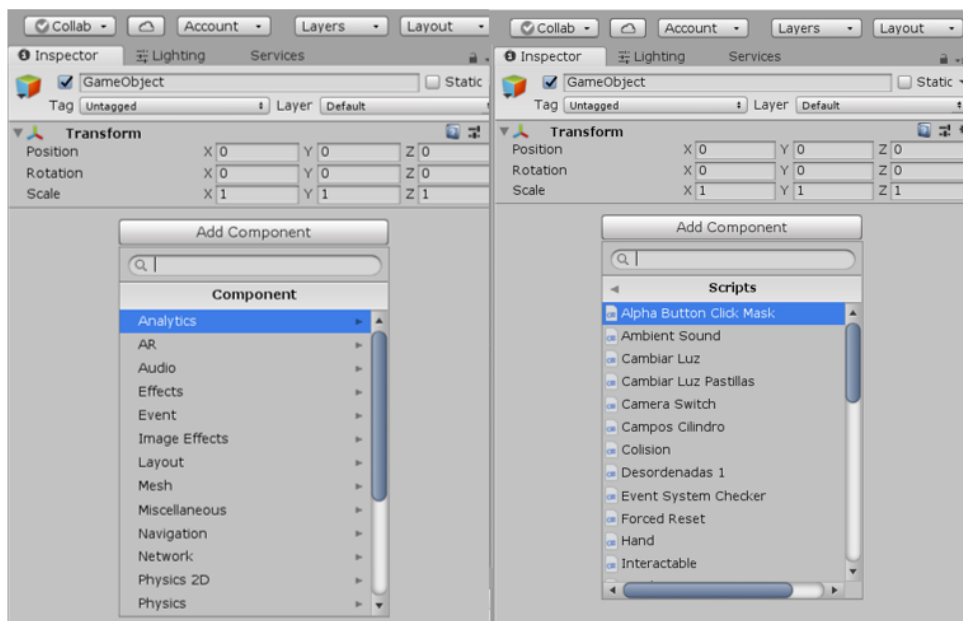 Collab Account Layers Layout
Inspector Lighting Services
GameObject Static
Tag Untagged Layer Default
Transform
Position X 0 Y 0 Z 0
Rotation X 0 Y 0 Z 0
Scale X 1 Y 1 Z 1
Add Component
Component
Analytics
AR
Audio
Effects
Event
Image Effects
Layout
Mesh
Miscellaneous
Navigation
Network
Physics 2D
Physics
Collab Account Layers Layout
Inspector Lighting Services
GameObject Static
Tag Untagged Layer Default
Transform
Position X 0 Y 0 Z 0
Rotation X 0 Y 0 Z 0
Scale X 1 Y 1 Z 1
Add Component
Scripts
Alpha Button Click Mask
Ambient Sound
Cambiar Luz
Cambiar Luz Pastillas
Camera Switch
Campos Cilindro
Colision
Desordenadas 1
Event System Checker
Forced Reset
Hand
Interactable